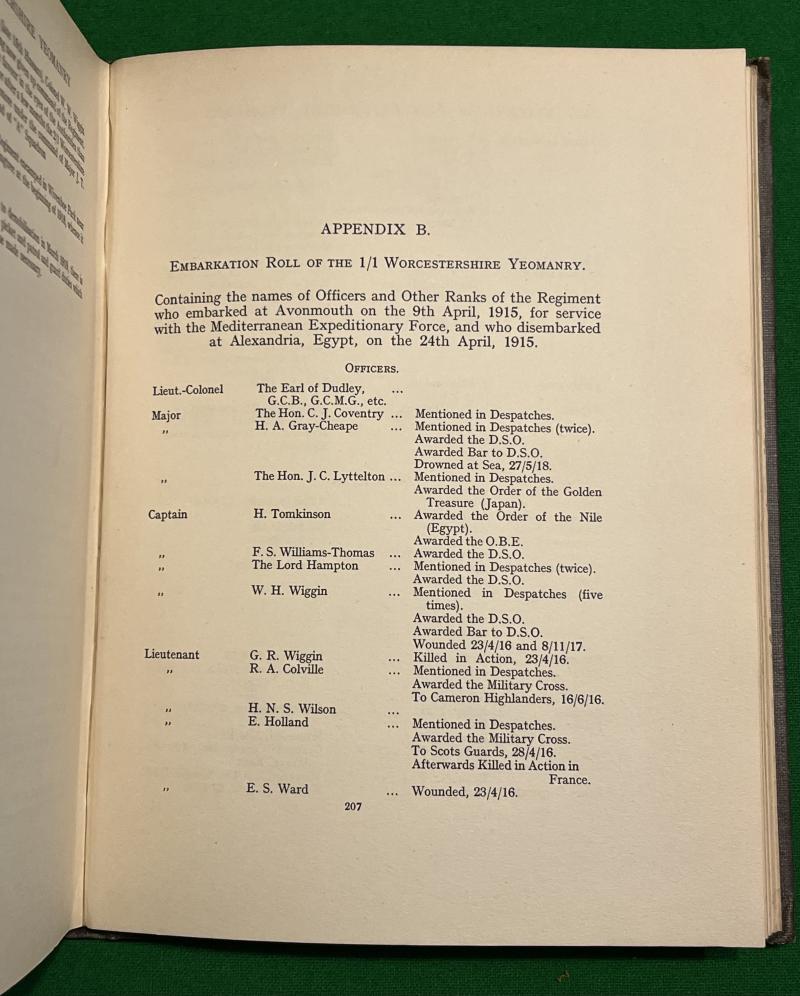 SHIRE YEOMANRY
APPENDIX B.
EMBARKATION ROLL OF THE 1/1 WORCESTERSHIRE YEOMANRY.
Containing the names of Officers and Other Ranks of the Regiment
who embarked at Avonmouth on the 9th April, 1915, for service
with the Mediterranean Expeditionary Force, and who disembarked
at Alexandria, Egypt, on the 24th April, 1915.
OFFICERS.
Lieut.-Colonel The Earl of Dudley, ...
G.C.B., G.C.M.G., etc.
Major The Hon. C. J. Coventry ... Mentioned in Despatches.
„ H. A. Gray-Cheape ... Mentioned in Despatches (twice).
Awarded the D.S.O.
Awarded Bar to D.S.O.
Drowned at Sea, 27/5/18.
„ The Hon. J. C. Lyttelton ... Mentioned in Despatches.
Awarded the Order of the Golden
Treasure (Japan).
Captain H. Tomkinson ... Awarded the Order of the Nile
(Egypt).
Awarded the O.B.E.
„ F. S. Williams-Thomas ... Awarded the D.S.O.
„ The Lord Hampton ... Mentioned in Despatches (twice).
Awarded the D.S.O.
„ W. H. Wiggin ... Mentioned in Despatches (five
times).
Awarded the D.S.O.
Awarded Bar to D.S.O.
Wounded 23/4/16 and 8/11/17.
Lieutenant G. R. Wiggin ... Killed in Action, 23/4/16.
„ R. A. Colville ... Mentioned in Despatches.
Awarded the Military Cross.
To Cameron Highlanders, 16/6/16.
„ H. N. S. Wilson ...
„ E. Holland ... Mentioned in Despatches.
Awarded the Military Cross.
To Scots Guards, 28/4/16.
Afterwards Killed in Action in
France.
„ E. S. Ward ... Wounded, 23/4/16.
207